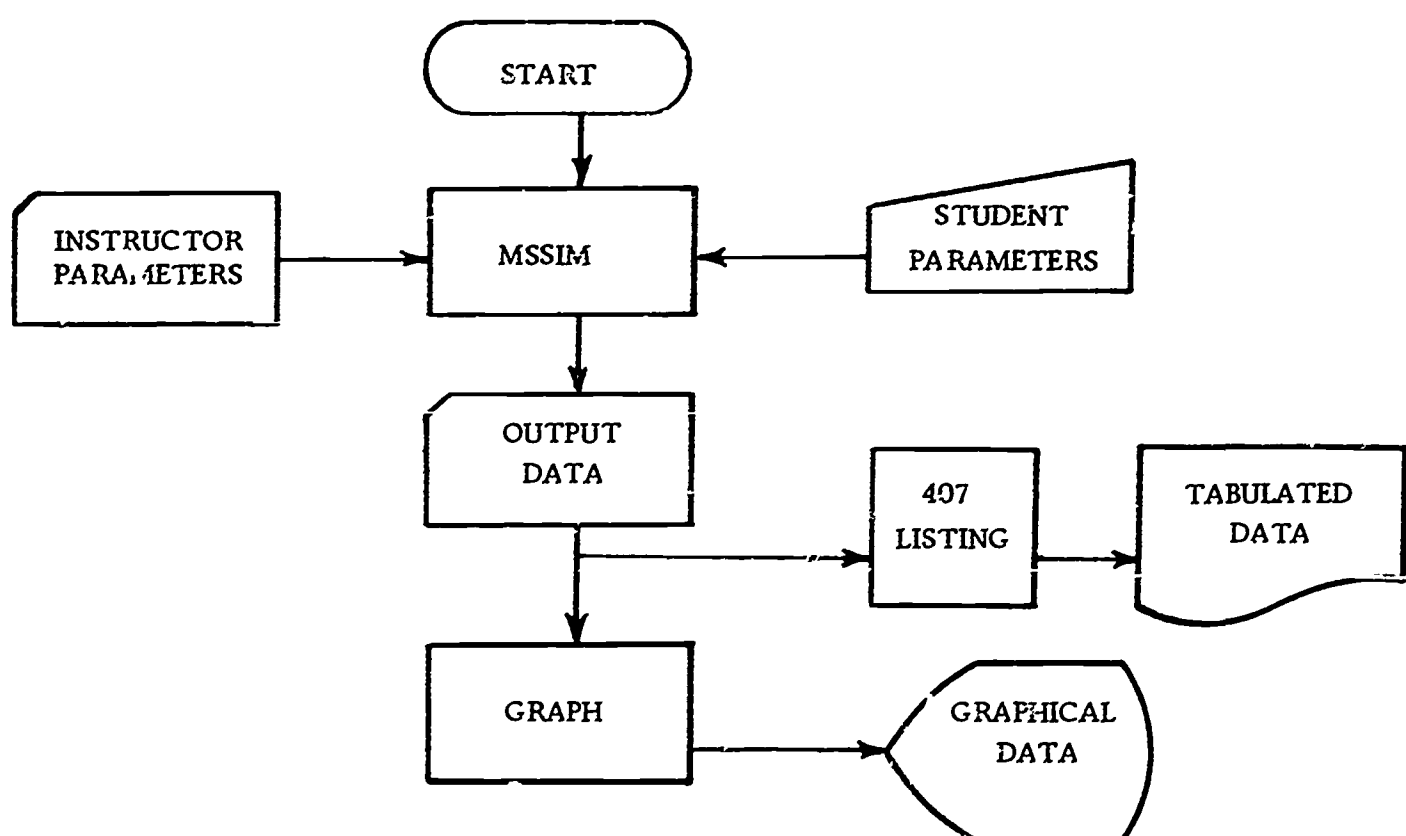 START
INSTRUCTOR
PARAMETERS
MSSIM
STUDENT
PARAMETERS
OUTPUT
DATA
407
LISTING
TABULATED
DATA
GRAPH
GRAPHICAL
DATA